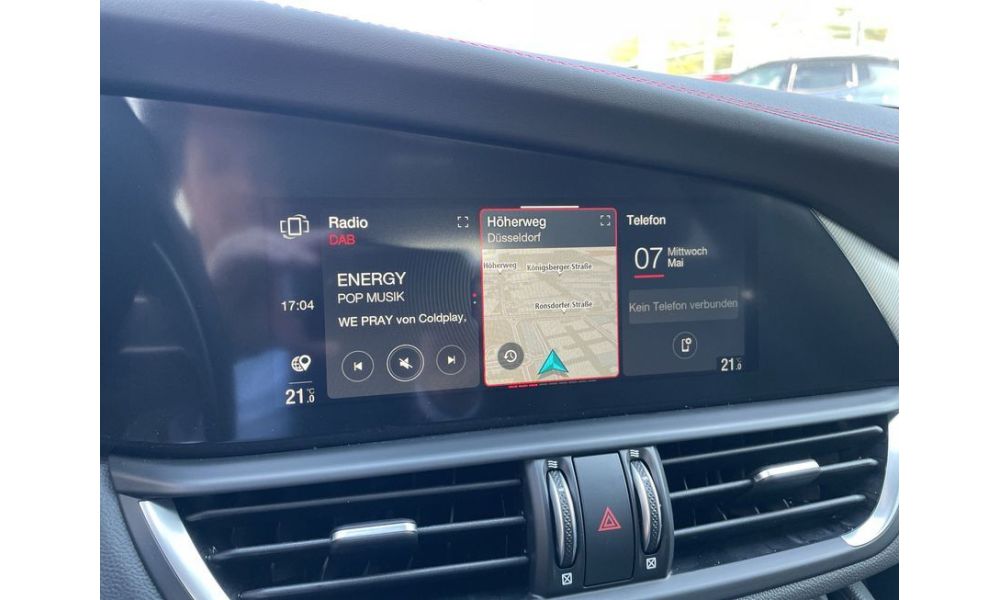 Radio
DAB
17:04
ENERGY
POP MUSIK
WE PRAY von Coldplay,
21.0 °C
Höherweg
Düsseldorf
Höherweg
Königsberger Straße
Ronsdorfer Straße
Telefon
07 Mittwoch
Mai
Kein Telefon verbunden
21.0 °C